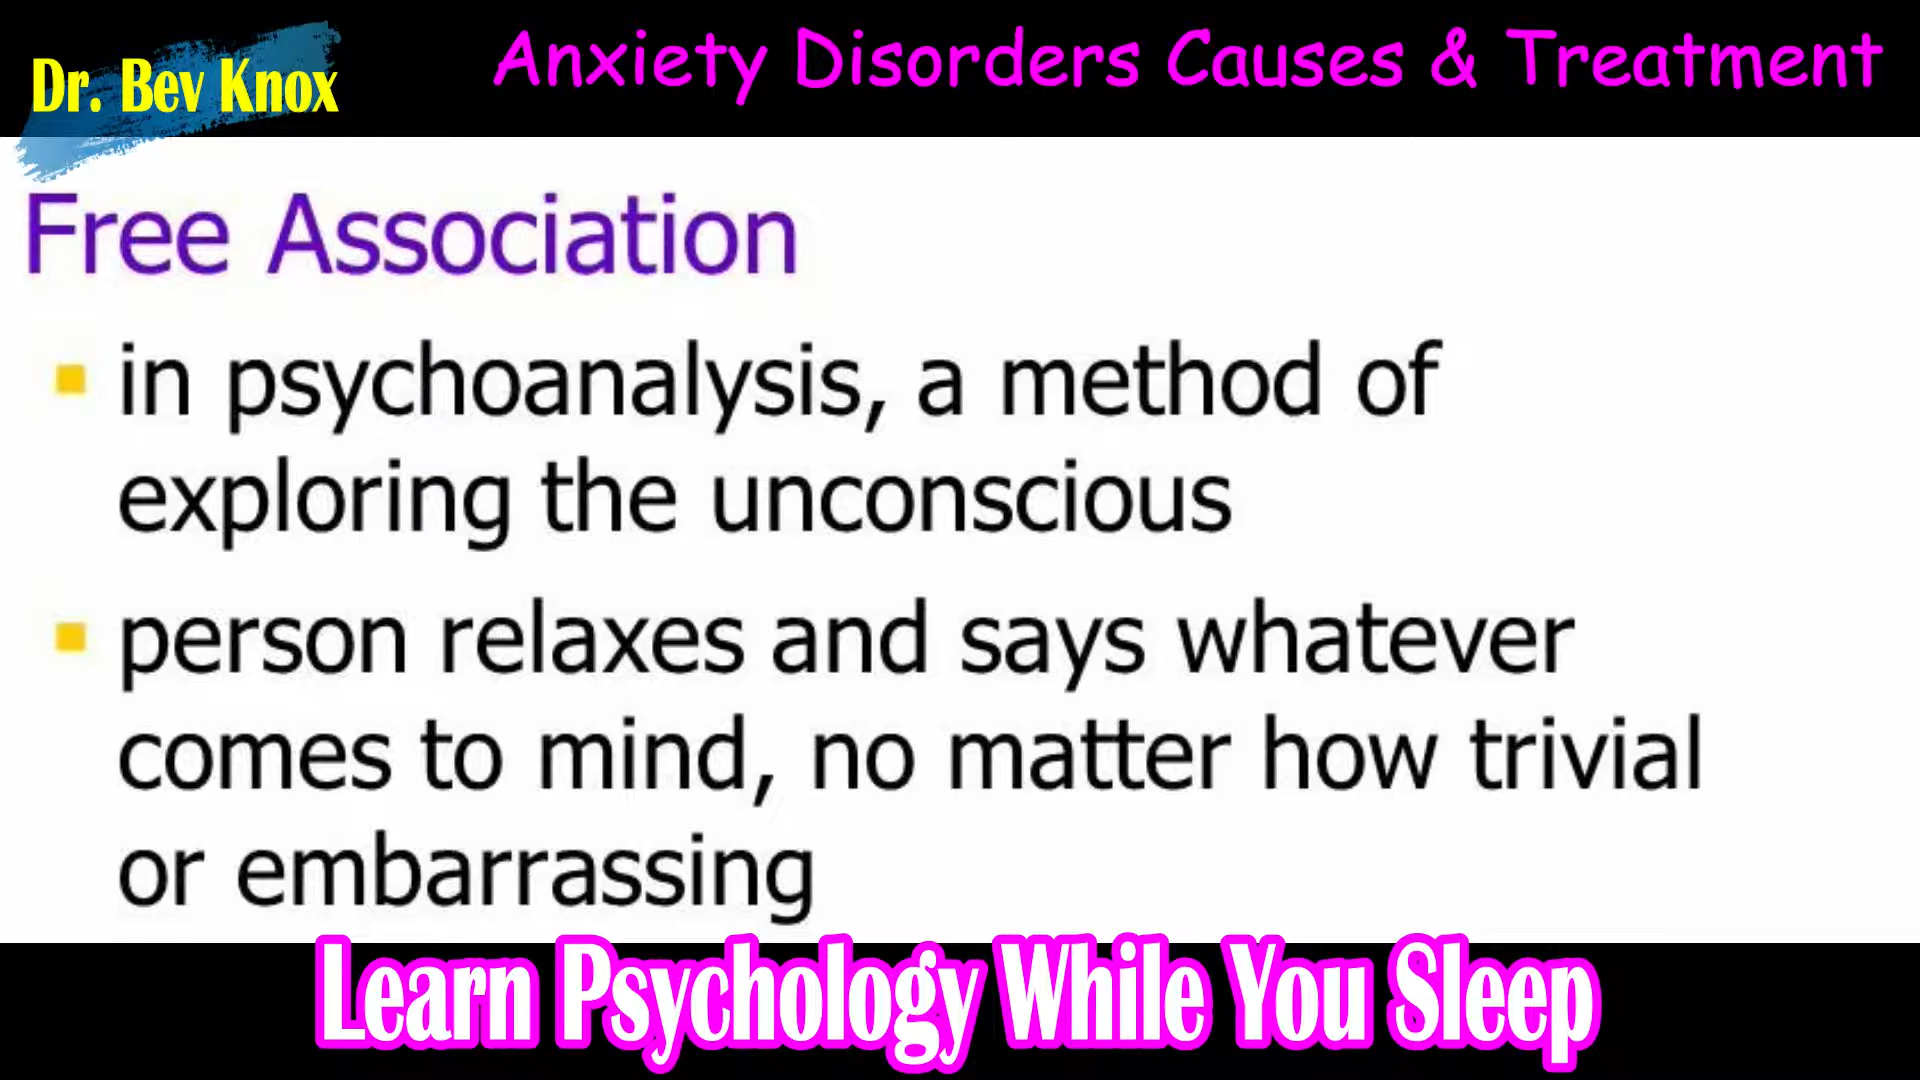 Dr. Bev Knox
Anxiety Disorders Causes & Treatment
Free Association
in psychoanalysis, a method of
exploring the unconscious
person relaxes and says whatever
comes to mind, no matter how trivial
or embarrassing
Learn Psychology While You Sleep